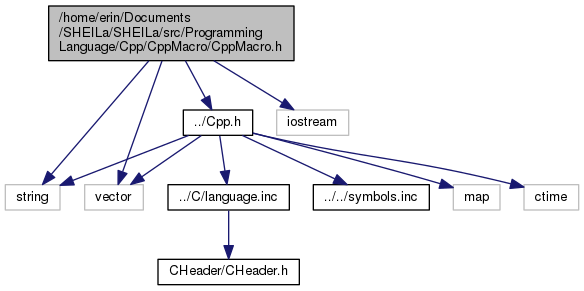 /home/erin/Documents
/SHEILa/SHEILa/src/Programming
Language/Cpp/CppMacro/CppMacro.h
../Cpp.h
iostream
string
vector
../C/language.inc
../../symbols.inc
map
ctime
CHeader/CHeader.h